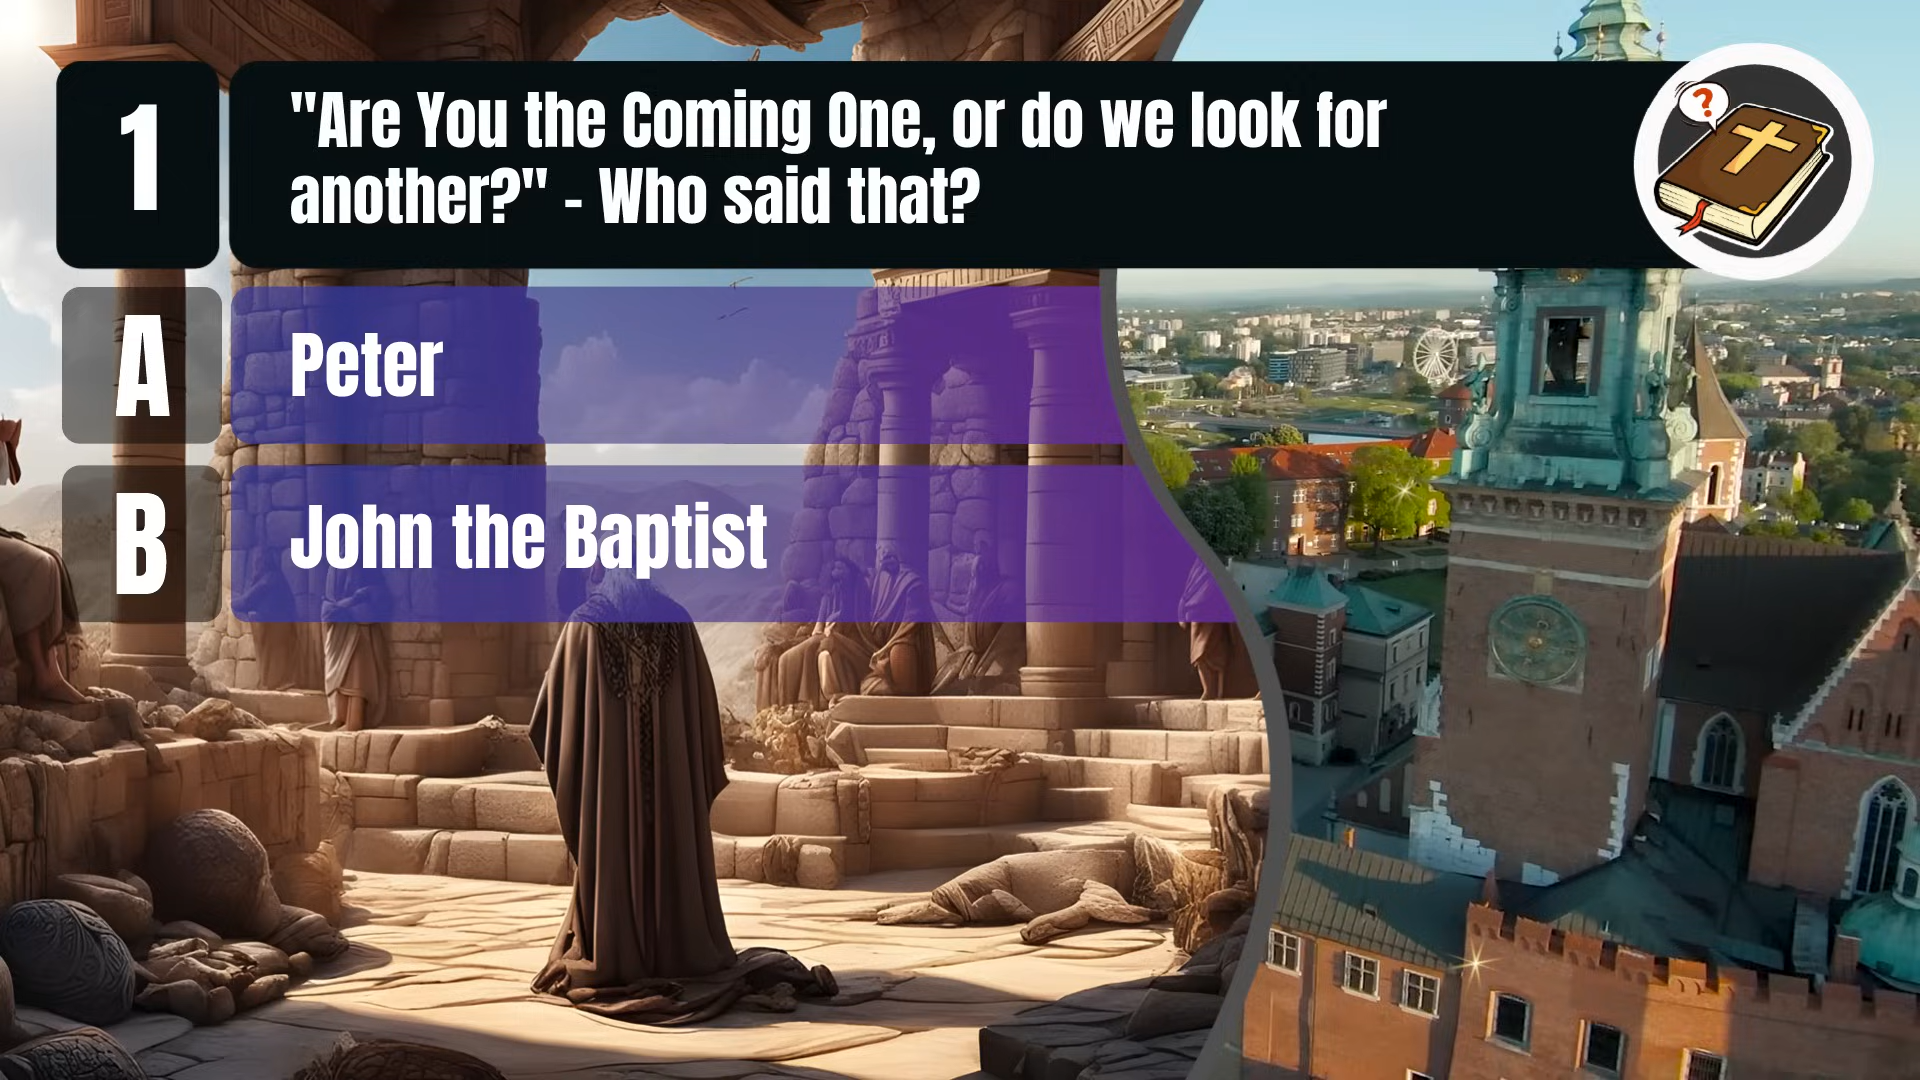 1
"Are You the Coming One, or do we look for
another?" - Who said that?
A
Peter
B
John the Baptist
?